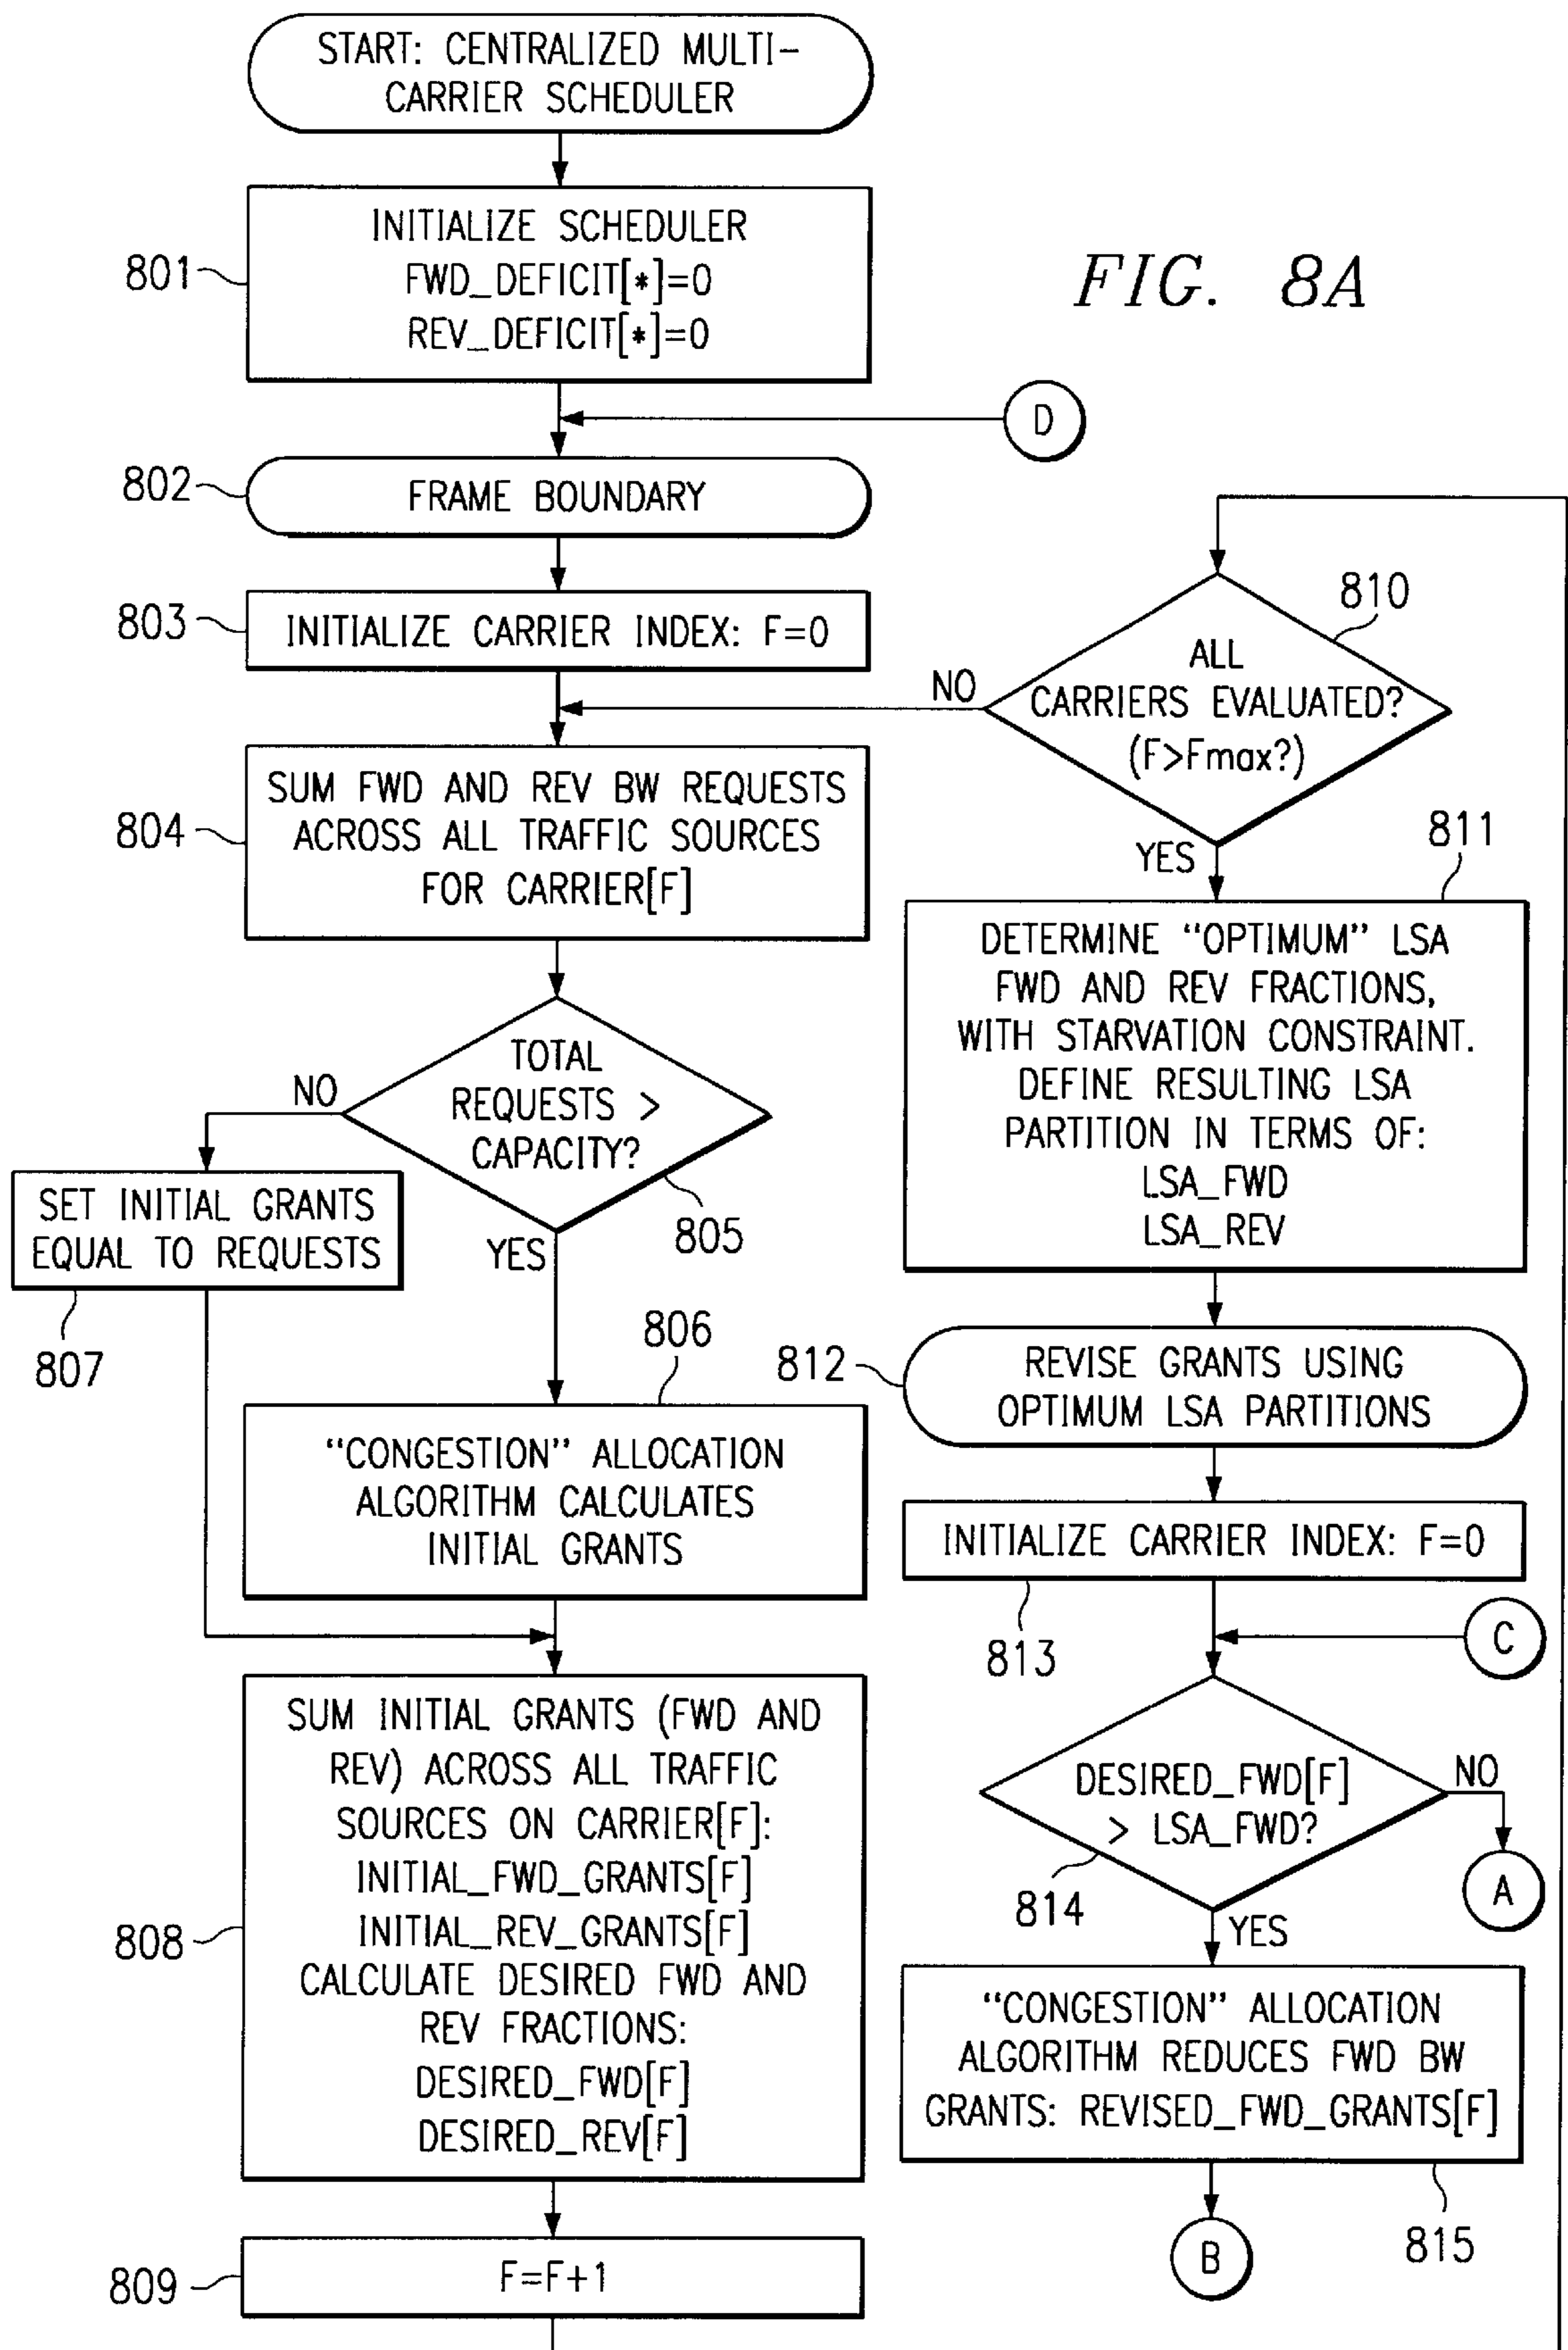 START: CENTRALIZED MULTI-
CARRIER SCHEDULER
801
INITIALIZE SCHEDULER
FWD_DEFICIT[*]=0
REV_DEFICIT[*]=0
FIG. 8A
D
802
FRAME BOUNDARY
803
INITIALIZE CARRIER INDEX: F=0
804
SUM FWD AND REV BW REQUESTS
ACROSS ALL TRAFFIC SOURCES
FOR CARRIER[F]
TOTAL
REQUESTS >
CAPACITY?
805
NO
YES
SET INITIAL GRANTS
EQUAL TO REQUESTS
807
806
"CONGESTION" ALLOCATION
ALGORITHM CALCULATES
INITIAL GRANTS
808
SUM INITIAL GRANTS (FWD AND
REV) ACROSS ALL TRAFFIC
SOURCES ON CARRIER[F]:
INITIAL_FWD_GRANTS[F]
INITIAL_REV_GRANTS[F]
CALCULATE DESIRED FWD AND
REV FRACTIONS:
DESIRED_FWD[F]
DESIRED_REV[F]
809
F=F+1
810
ALL
CARRIERS EVALUATED?
(F>Fmax?)
NO
YES
811
DETERMINE "OPTIMUM" LSA
FWD AND REV FRACTIONS,
WITH STARVATION CONSTRAINT.
DEFINE RESULTING LSA
PARTITION IN TERMS OF:
LSA_FWD
LSA_REV
812
REVISE GRANTS USING
OPTIMUM LSA PARTITIONS
INITIALIZE CARRIER INDEX: F=0
813
C
DESIRED_FWD[F]
> LSA_FWD?
814
NO
A
YES
"CONGESTION" ALLOCATION
ALGORITHM REDUCES FWD BW
GRANTS: REVISED_FWD_GRANTS[F]
815
B